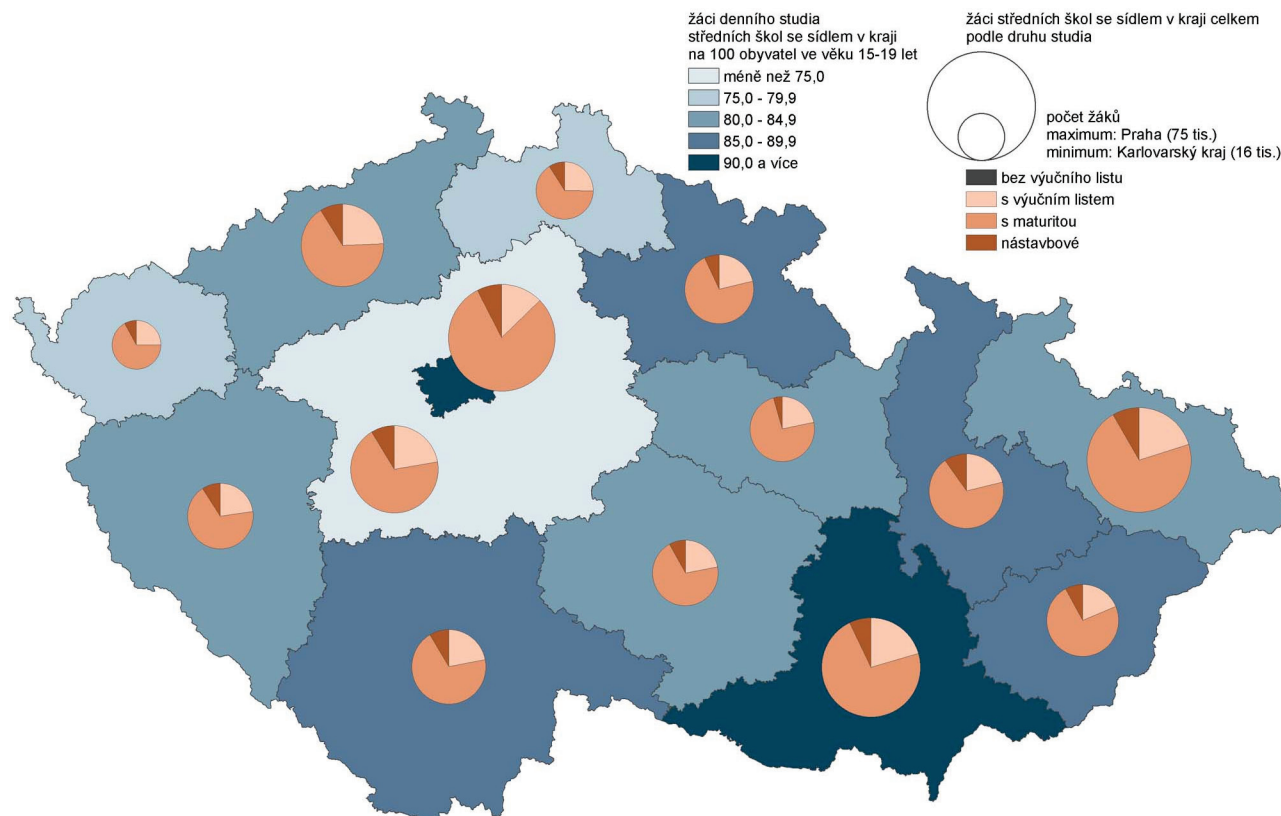 žáci denního studia
středních škol se sídlem v kraji
na 100 obyvatel ve věku 15-19 let
méně než 75,0
75,0 - 79,9
80,0 - 84,9
85,0 - 89,9
90,0 a více
žáci středních škol se sídlem v kraji celkem
podle druhu studia
počet žáků
maximum: Praha (75 tis.)
minimum: Karlovarský kraj (16 tis.)
bez výučního listu
s výučním listem
s maturitou
nástavbové